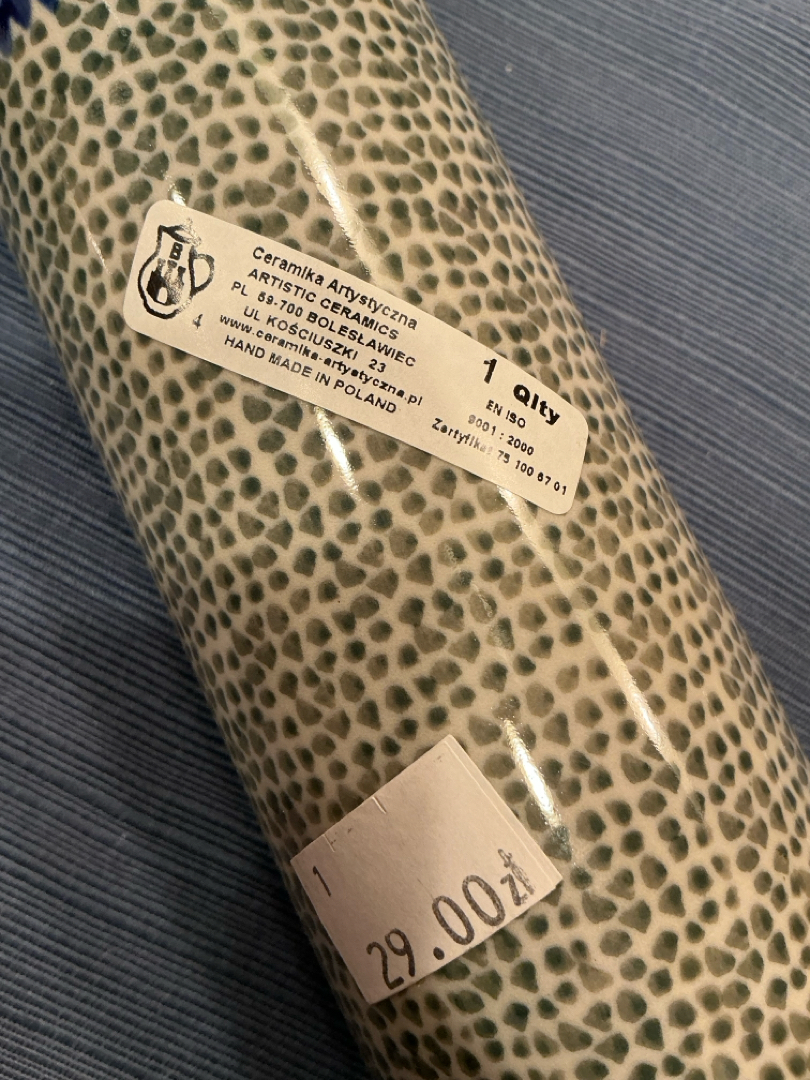 B
4
Ceramika Artystyczna
ARTISTIC CERAMICS
PL 59-700 BOLESŁAWIEC
UL KOŚCIUSZKI 23
www.ceramika-artystyczna.pl
HAND MADE IN POLAND
1 Qlty
EN ISO
9001 : 2000
Zertyfikat 75 100 67 01
1
29.00zł